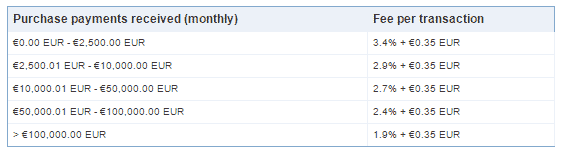 Purchase payments received (monthly) Fee per transaction
€0.00 EUR - €2,500.00 EUR 3.4% + €0.35 EUR
€2,500.01 EUR - €10,000.00 EUR 2.9% + €0.35 EUR
€10,000.01 EUR - €50,000.00 EUR 2.7% + €0.35 EUR
€50,000.01 EUR - €100,000.00 EUR 2.4% + €0.35 EUR
> €100,000.00 EUR 1.9% + €0.35 EUR